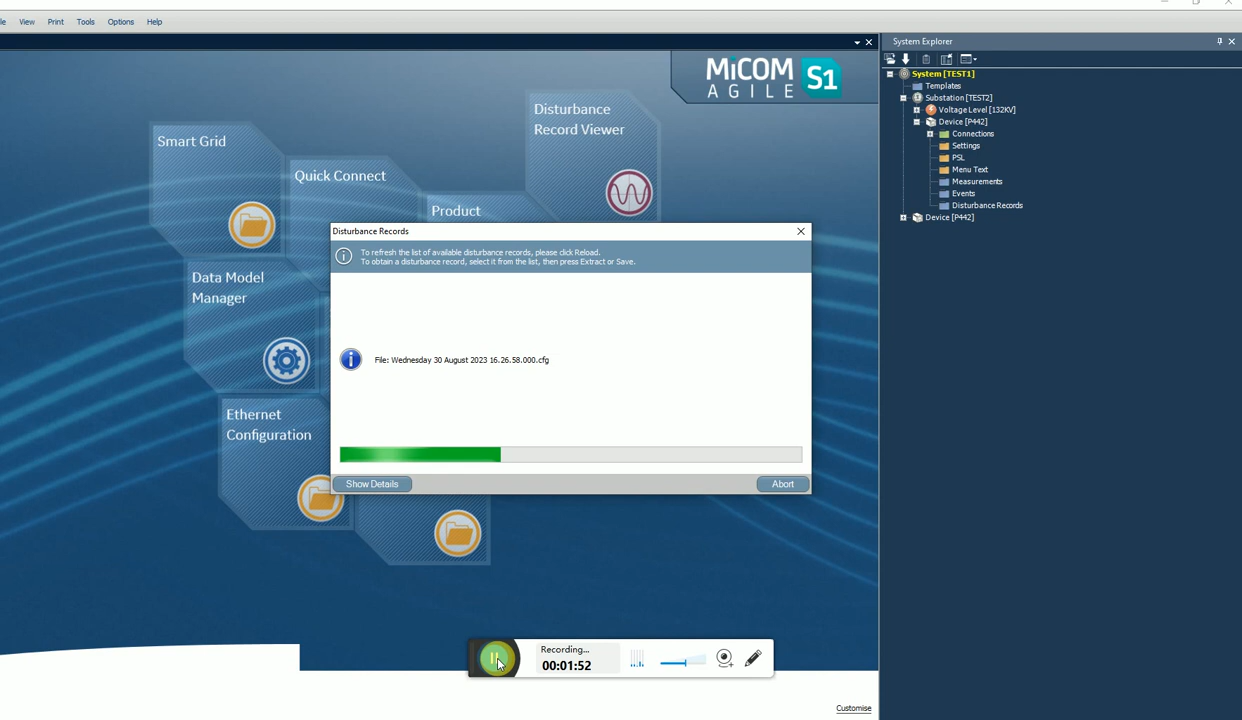 View Print Tools Options Help
System Explorer
MiCOM
AGILE
S1
Smart Grid
Quick Connect
Disturbance
Record Viewer
Product
Data Model
Manager
Ethernet
Configuration
Disturbance Records
To refresh the list of available disturbance records, please click Reload.
To obtain a disturbance record, select it from the list, then press Extract or Save.
File: Wednesday 30 August 2023 16.26.58.000.cfg
Show Details
Abort
System [TEST1]
Templates
Substation [TEST2]
Voltage Level [132KV]
Device [P442]
Connections
Settings
PSL
Menu Text
Measurements
Events
Disturbance Records
Device [P442]
Recording...
00:01:52
Customise